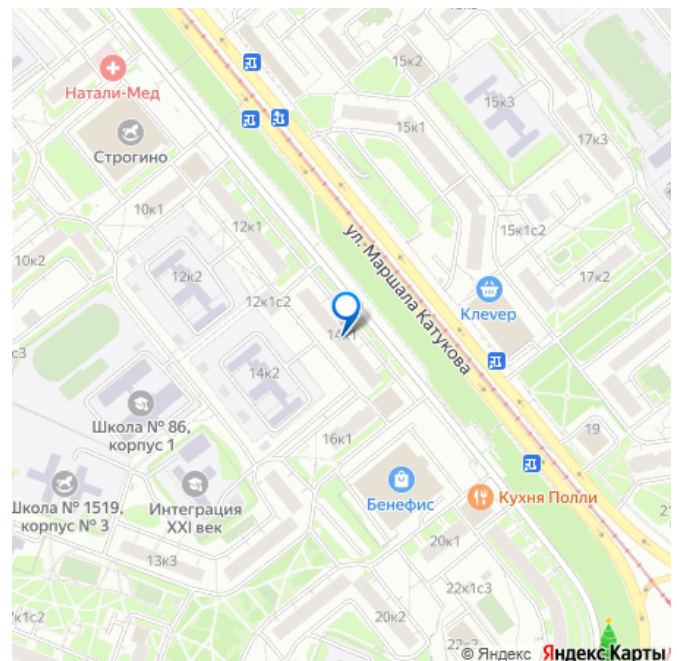 15к2
Натали-Мед
15к3
15к1
17к3
Строгино
10к1
12к1
ул. Маршала Катукова
15к1с2
10к2
12к2
17к2
12к1с2
Клеvер
14к1
14к2
Школа № 86,
корпус 1
19
16к1
Школа № 1519,
корпус № 3
Интеграция
XXI век
Бенефис
Кухня Полли
20к1
13к3
22к1с3
20к2
© Яндекс Яндекс Карты